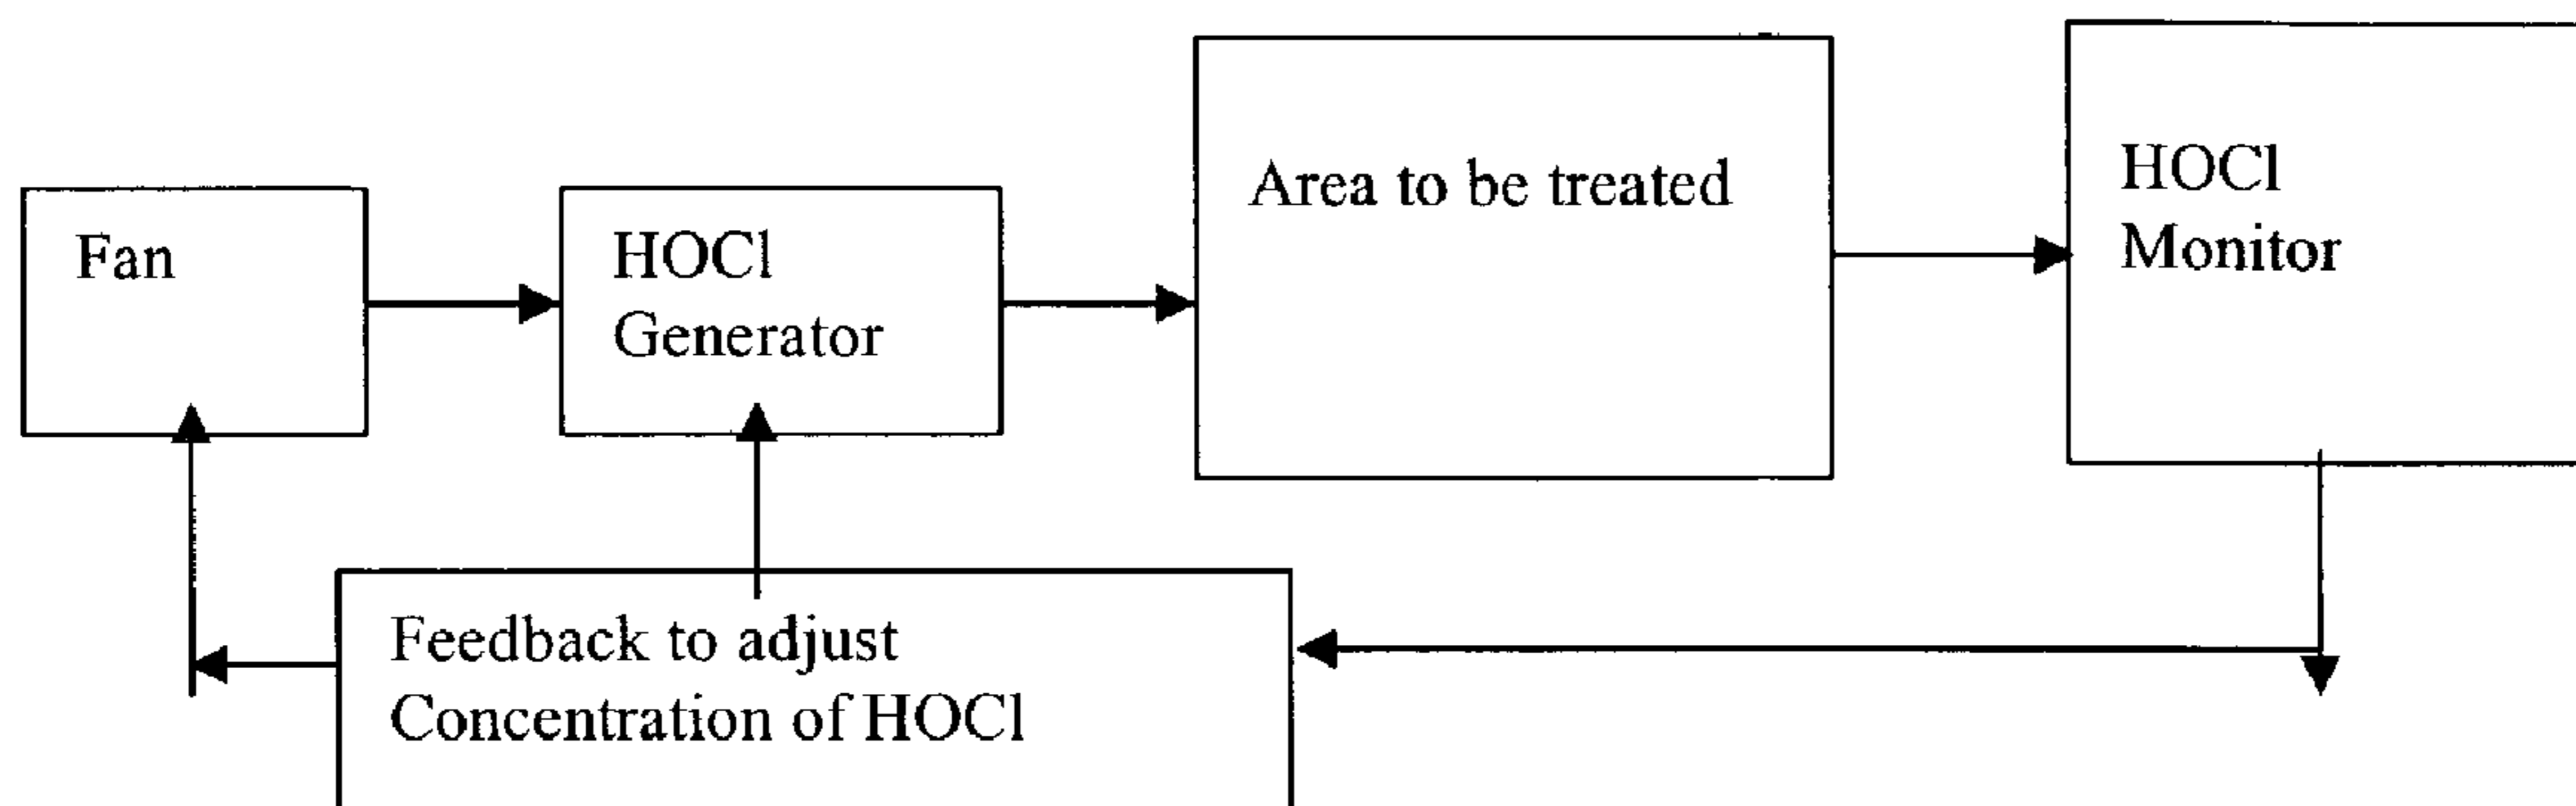 Fan
HOCl
Generator
Area to be treated
HOCl
Monitor
Feedback to adjust
Concentration of HOCl